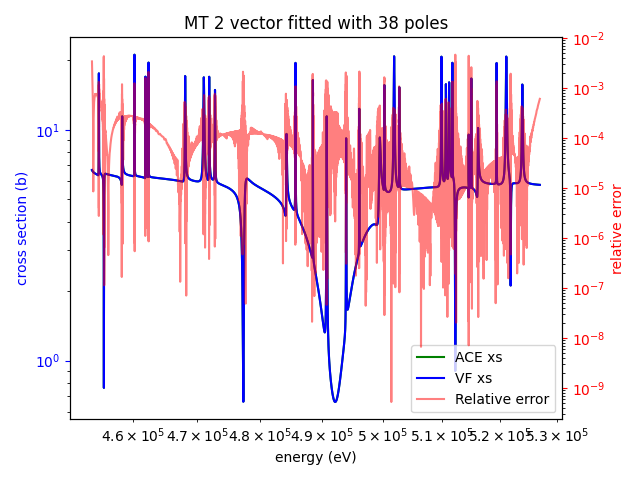 MT 2 vector fitted with 38 poles
cross section (b)
10¹
10⁰
10⁻²
10⁻³
10⁻⁴
10⁻⁵
10⁻⁶
10⁻⁷
10⁻⁸
10⁻⁹
relative error
ACE xs
VF xs
Relative error
4.6 × 10⁵ 4.7 × 10⁵ 4.8 × 10⁵ 4.9 × 10⁵ 5 × 10⁵ 5.1 × 10⁵ 5.2 × 10⁵ 5.3 × 10⁵
energy (eV)